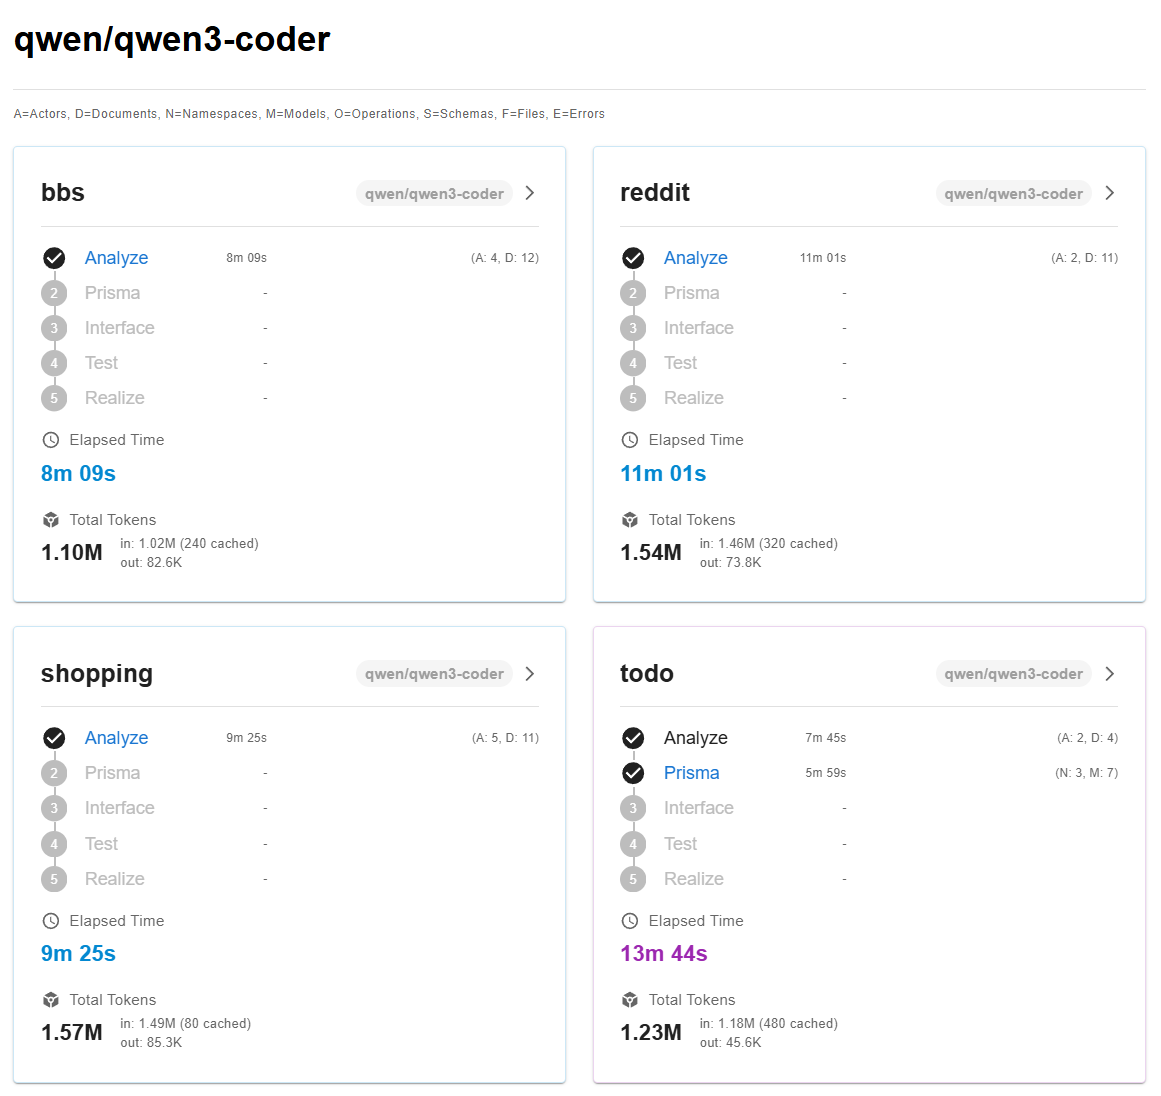 qwen/qwen3-coder
A=Actors, D=Documents, N=Namespaces, M=Models, O=Operations, S=Schemas, F=Files, E=Errors
bbs qwen/qwen3-coder
Analyze 8m 09s (A: 4, D: 12)
2 Prisma -
3 Interface -
4 Test -
5 Realize -
Elapsed Time
8m 09s
Total Tokens
1.10M in: 1.02M (240 cached)
out: 82.6K
reddit qwen/qwen3-coder
Analyze 11m 01s (A: 2, D: 11)
2 Prisma -
3 Interface -
4 Test -
5 Realize -
Elapsed Time
11m 01s
Total Tokens
1.54M in: 1.46M (320 cached)
out: 73.8K
shopping qwen/qwen3-coder
Analyze 9m 25s (A: 5, D: 11)
2 Prisma -
3 Interface -
4 Test -
5 Realize -
Elapsed Time
9m 25s
Total Tokens
1.57M in: 1.49M (80 cached)
out: 85.3K
todo qwen/qwen3-coder
Analyze 7m 45s (A: 2, D: 4)
Prisma 5m 59s (N: 3, M: 7)
3 Interface -
4 Test -
5 Realize -
Elapsed Time
13m 44s
Total Tokens
1.23M in: 1.18M (480 cached)
out: 45.6K